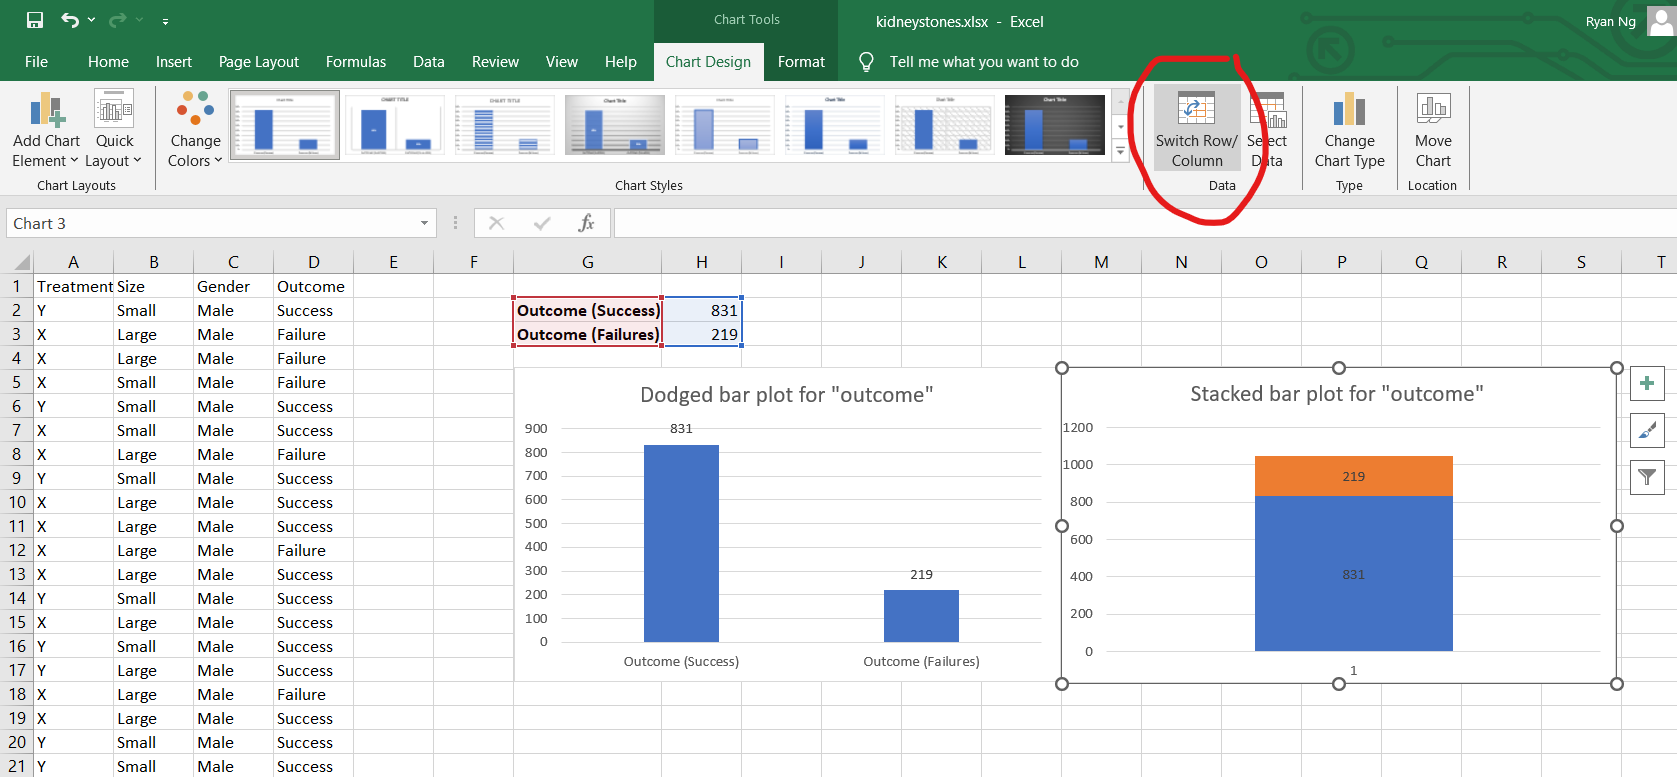 Chart Tools
kidneystones.xlsx - Excel
Ryan Ng
File Home Insert Page Layout Formulas Data Review View Help Chart Design Format Tell me what you want to do
Add Chart Element
Quick Layout
Change Colors
Switch Row/ Column
Select Data
Change Chart Type
Move Chart
Chart Layouts
Chart Styles
Data
Type
Location
Chart 3
fx
A B C D E F G H I J K L M N O P Q R S T
1 Treatment Size Gender Outcome
2 Y Small Male Success Outcome (Success) 831
3 X Large Male Failure Outcome (Failures) 219
4 X Large Male Failure
5 X Small Male Failure
6 Y Small Male Success
7 X Small Male Success
8 X Large Male Failure
9 Y Small Male Success
10 X Large Male Success
11 X Large Male Success
12 X Large Male Failure
13 X Large Male Success
14 Y Small Male Success
15 X Large Male Success
16 Y Small Male Success
17 Y Large Male Success
18 X Large Male Failure
19 X Large Male Success
20 Y Small Male Success
21 Y Small Male Success
Dodged bar plot for "outcome"
900
800
700
600
500
400
300
200
100
0
831
219
Outcome (Success)
Outcome (Failures)
Stacked bar plot for "outcome"
1200
1000
800
600
400
200
0
219
831
1